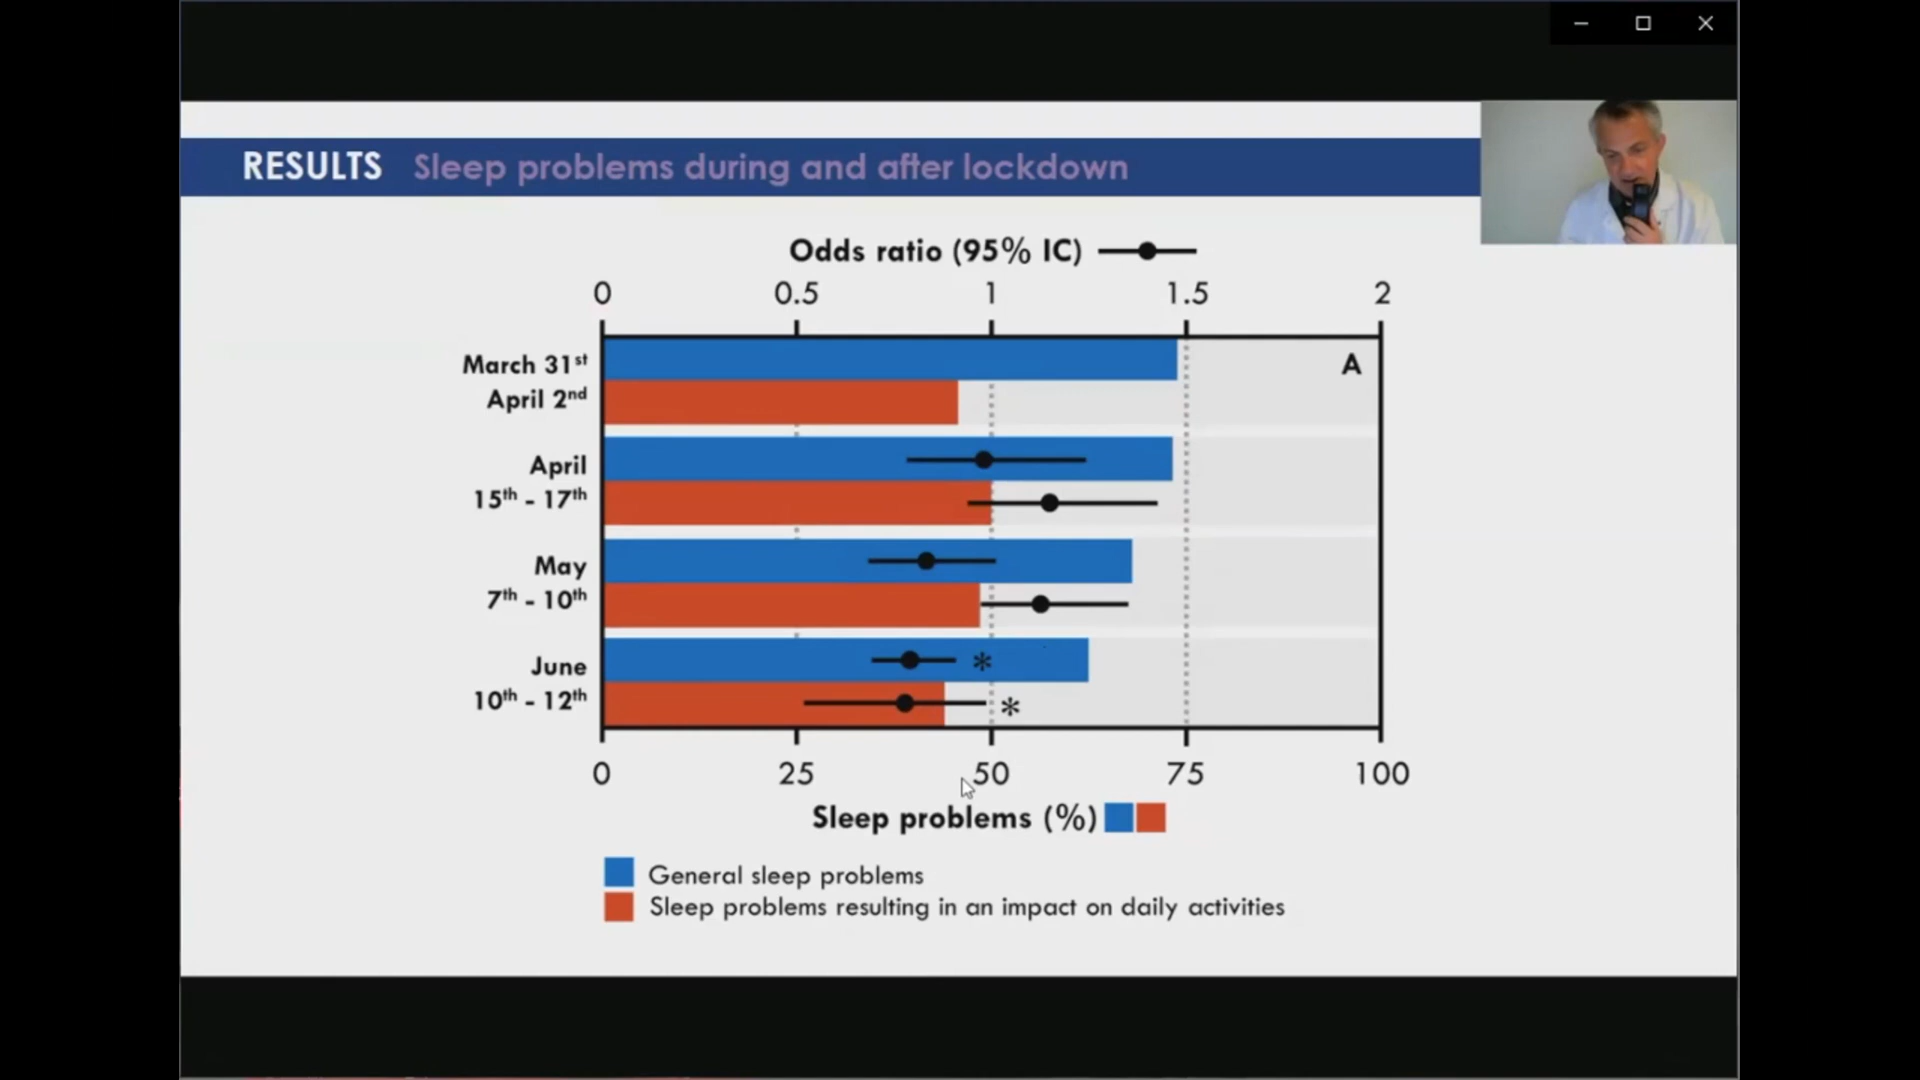 RESULTS Sleep problems during and after lockdown
Odds ratio (95% IC)
0 0.5 1 1.5 2
March 31st
April 2nd
A
April
15th - 17th
May
7th - 10th
June
10th - 12th
*
*
0 25 50 75 100
Sleep problems (%)
General sleep problems
Sleep problems resulting in an impact on daily activities